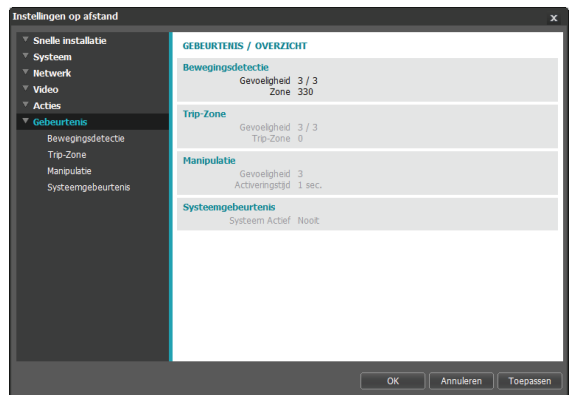 Instellingen op afstand x
Snelle installatie
Systeem
Netwerk
Video
Acties
Gebeurtenis
Bewegingsdetectie
Trip-Zone
Manipulatie
Systeemgebeurtenis
GEBEURTENIS / OVERZICHT
Bewegingsdetectie
Gevoeligheid 3 / 3
Zone 330
Trip-Zone
Gevoeligheid 3 / 3
Trip-Zone 0
Manipulatie
Gevoeligheid 3
Activeringstijd 1 sec.
Systeemgebeurtenis
Systeem Actief Nooit
OK Annuleren Toepassen